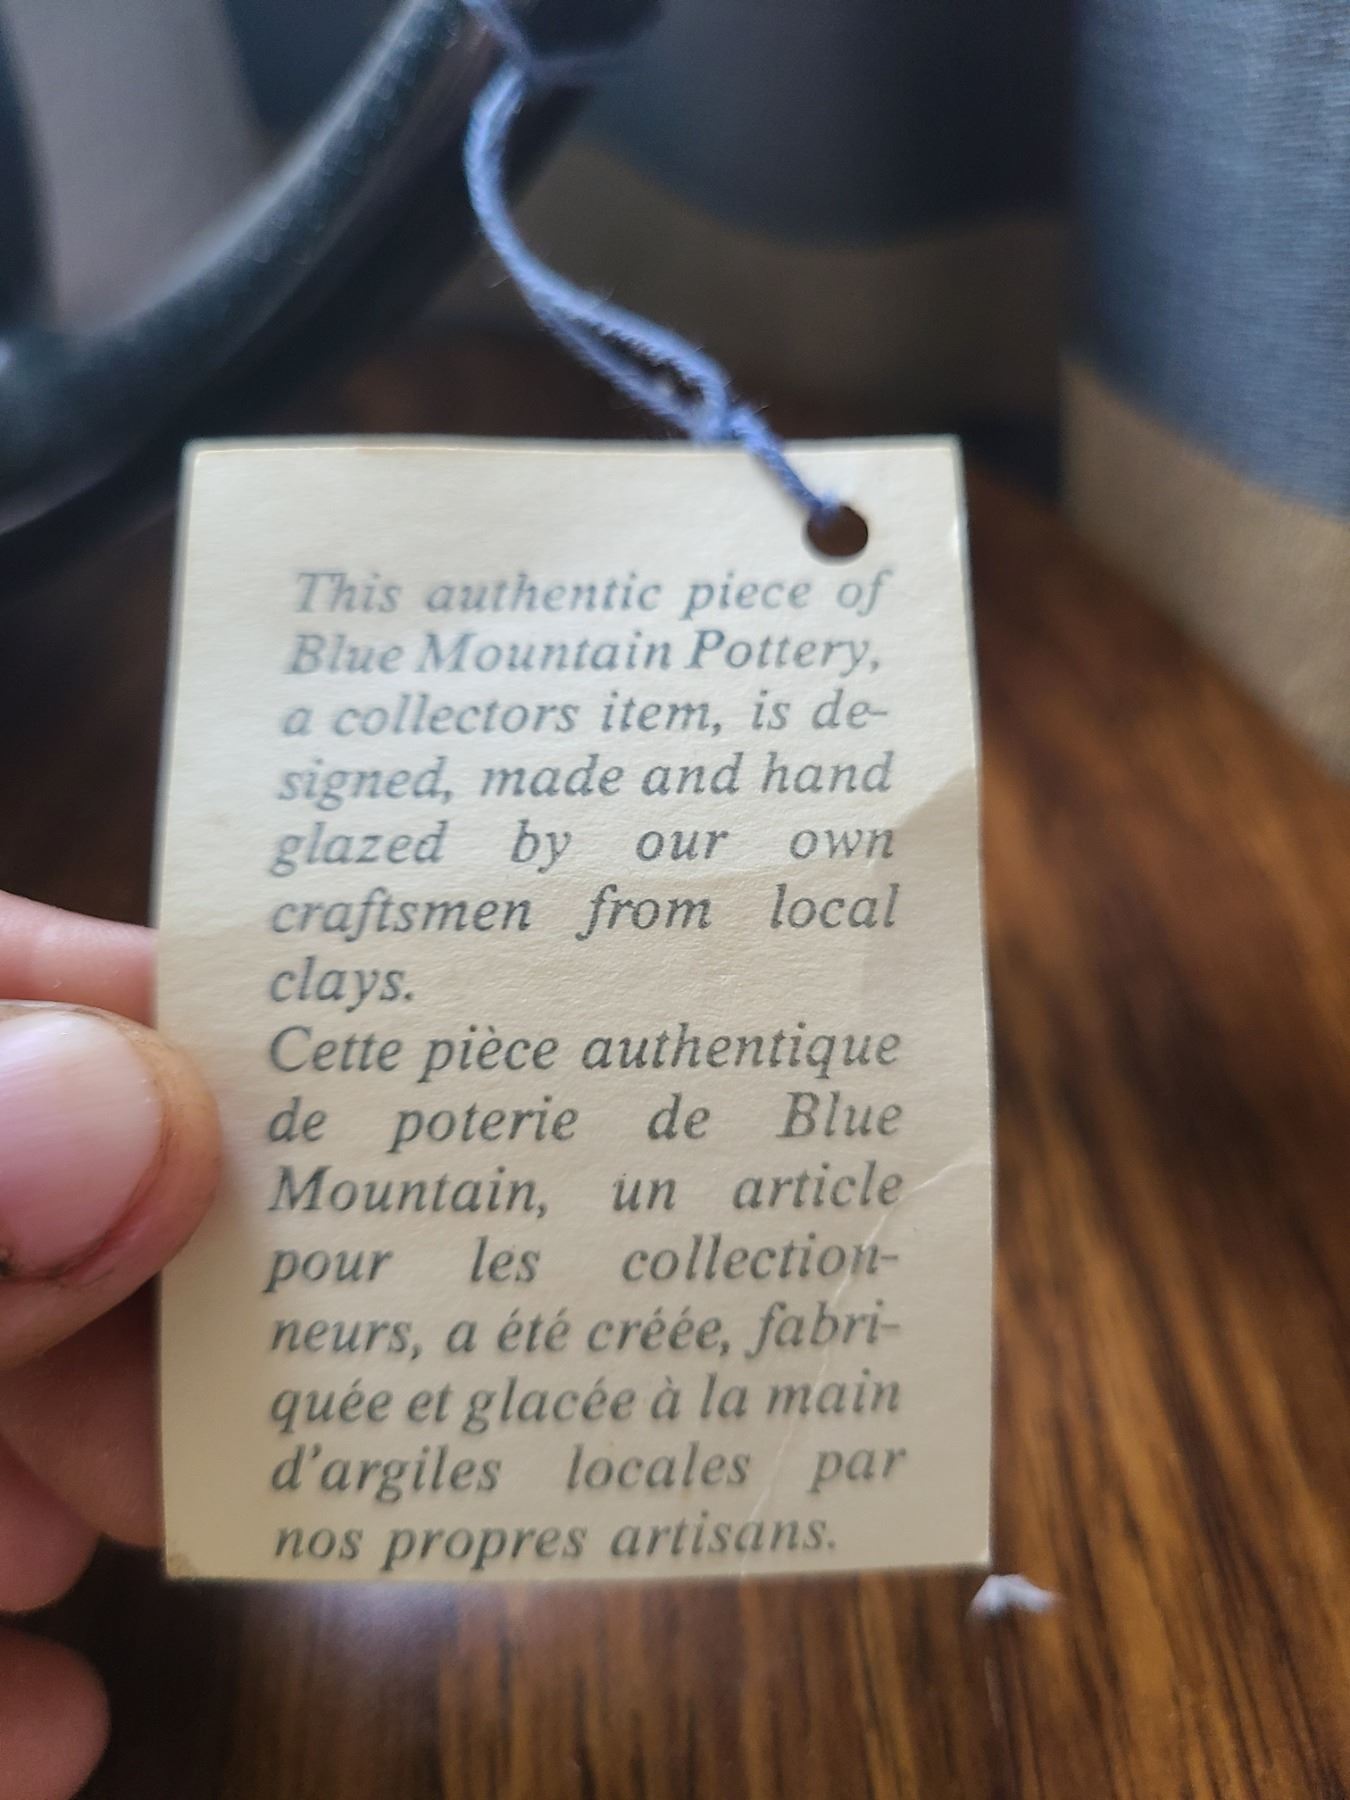 This authentic piece of
Blue Mountain Pottery,
a collectors item, is de-
signed, made and hand
glazed by our own
craftsmen from local
clays.
Cette pièce authentique
de poterie de Blue
Mountain, un article
pour les collection-
neurs, a été créée, fabri-
quée et glacée à la main
d'argiles locales par
nos propres artisans.